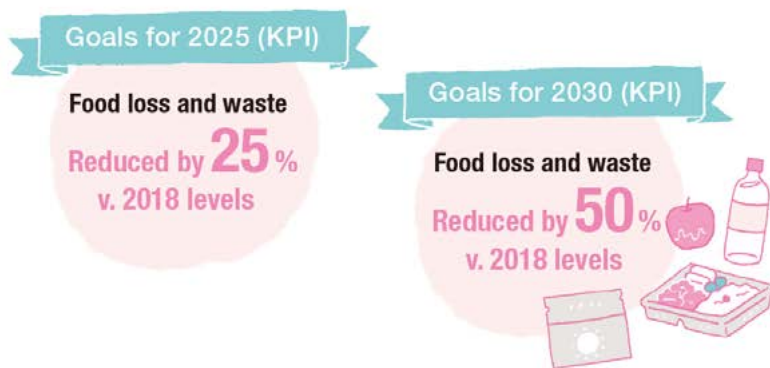 Goals for 2025 (KPI)
Food loss and waste
Reduced by 25%
v. 2018 levels
Goals for 2030 (KPI)
Food loss and waste
Reduced by 50%
v. 2018 levels